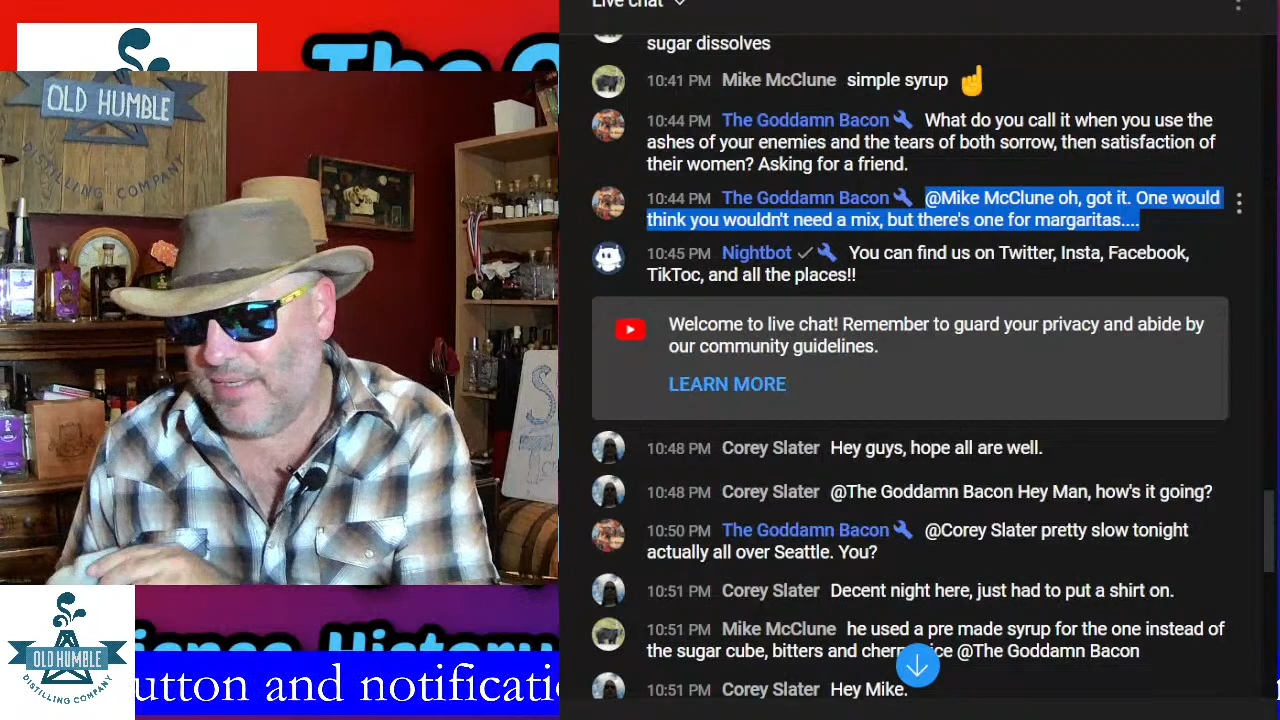 Live chat
The
OLD HUMBLE
DISTILLING COMPANY
sugar dissolves
10:41 PM Mike McClune simple syrup ☝
10:44 PM The Goddamn Bacon What do you call it when you use the
ashes of your enemies and the tears of both sorrow, then satisfaction of
their women? Asking for a friend.
10:44 PM The Goddamn Bacon @Mike McClune oh, got it. One would
think you wouldn't need a mix, but there's one for margaritas....
10:45 PM Nightbot ✓ You can find us on Twitter, Insta, Facebook,
TikToc, and all the places!!
Welcome to live chat! Remember to guard your privacy and abide by
our community guidelines.
LEARN MORE
10:48 PM Corey Slater Hey guys, hope all are well.
10:48 PM Corey Slater @The Goddamn Bacon Hey Man, how's it going?
10:50 PM The Goddamn Bacon @Corey Slater pretty slow tonight
actually all over Seattle. You?
10:51 PM Corey Slater Decent night here, just had to put a shirt on.
10:51 PM Mike McClune he used a pre made syrup for the one instead of
the sugar cube, bitters and cherry juice @The Goddamn Bacon
10:51 PM Corey Slater Hey Mike.
OLD HUMBLE
DISTILLING COMPANY
ience, History
utton and notificati